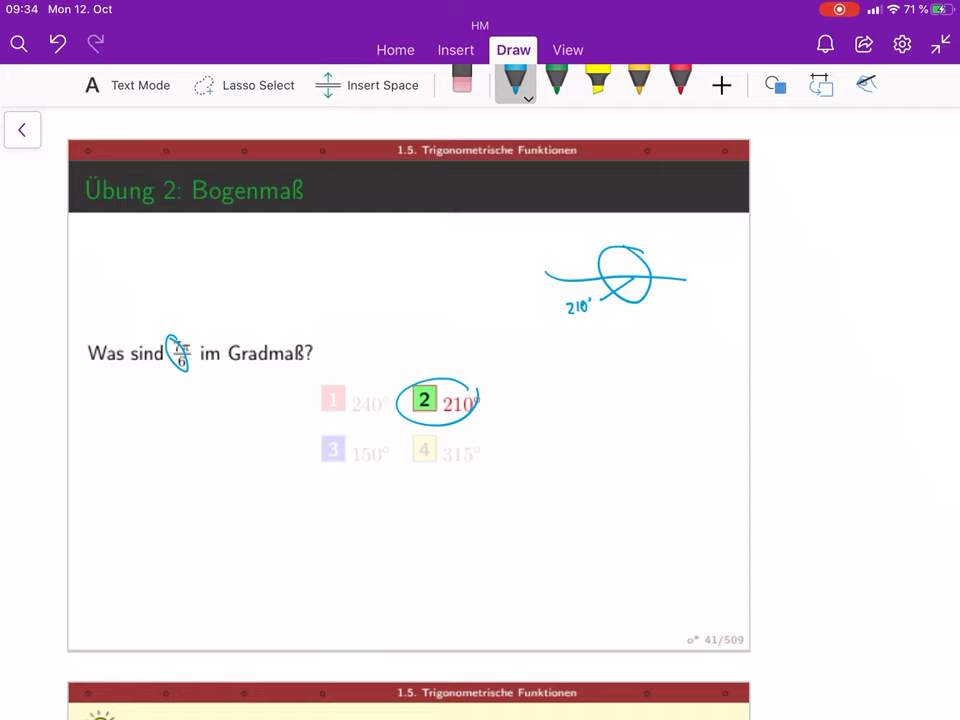 09:34 Mon 12. Oct
71 %
HM
Home Insert Draw View
A Text Mode Lasso Select Insert Space
1.5. Trigonometrische Funktionen
Übung 2: Bogenmaß
210°
Was sind 7π/6 im Gradmaß?
1 240° 2 210°
3 150° 4 315°
41/509
1.5. Trigonometrische Funktionen